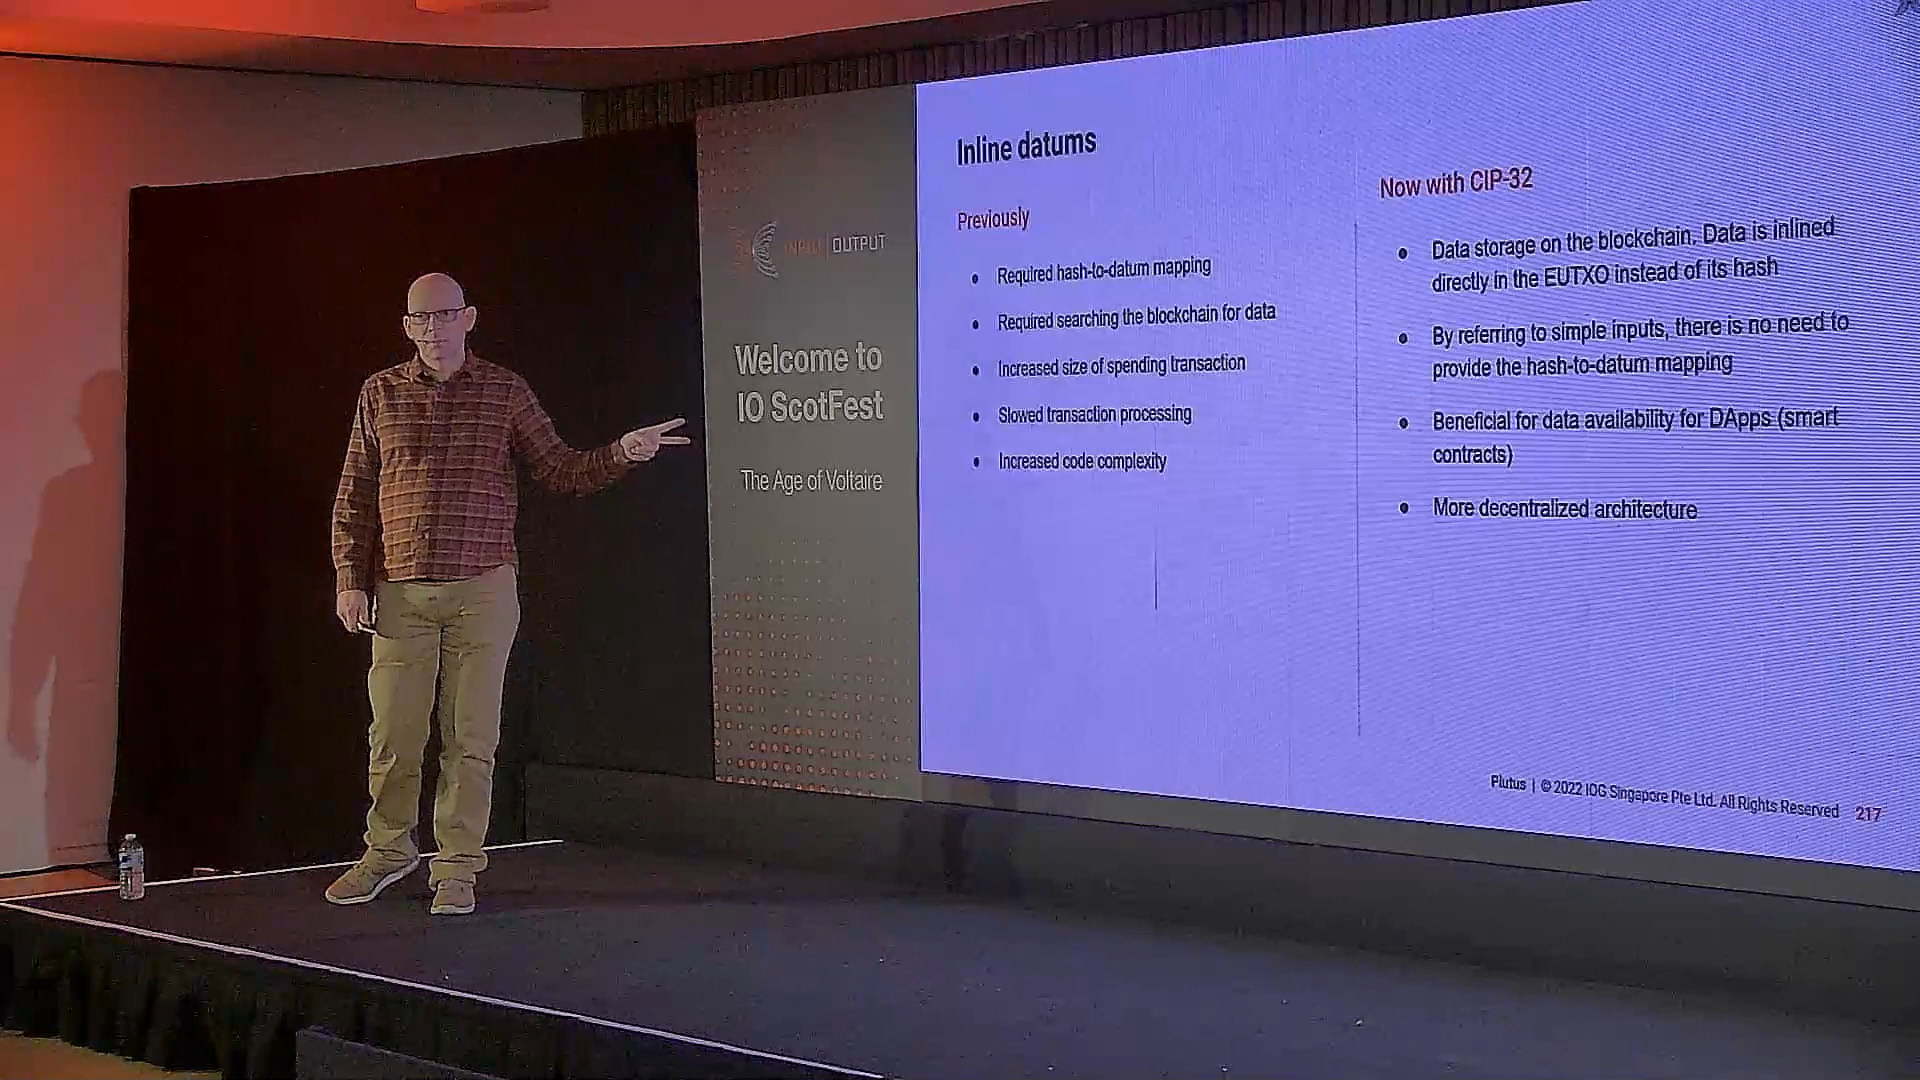 INPUT | OUTPUT
Welcome to
IO ScotFest
The Age of Voltaire
Inline datums
Previously
• Required hash-to-datum mapping
• Required searching the blockchain for data
• Increased size of spending transaction
• Slowed transaction processing
• Increased code complexity
Now with CIP-32
• Data storage on the blockchain. Data is inlined
directly in the EUTXO instead of its hash
• By referring to simple inputs, there is no need to
provide the hash-to-datum mapping
• Beneficial for data availability for DApps (smart
contracts)
• More decentralized architecture
Plutus | © 2022 IOG Singapore Pte Ltd. All Rights Reserved 217